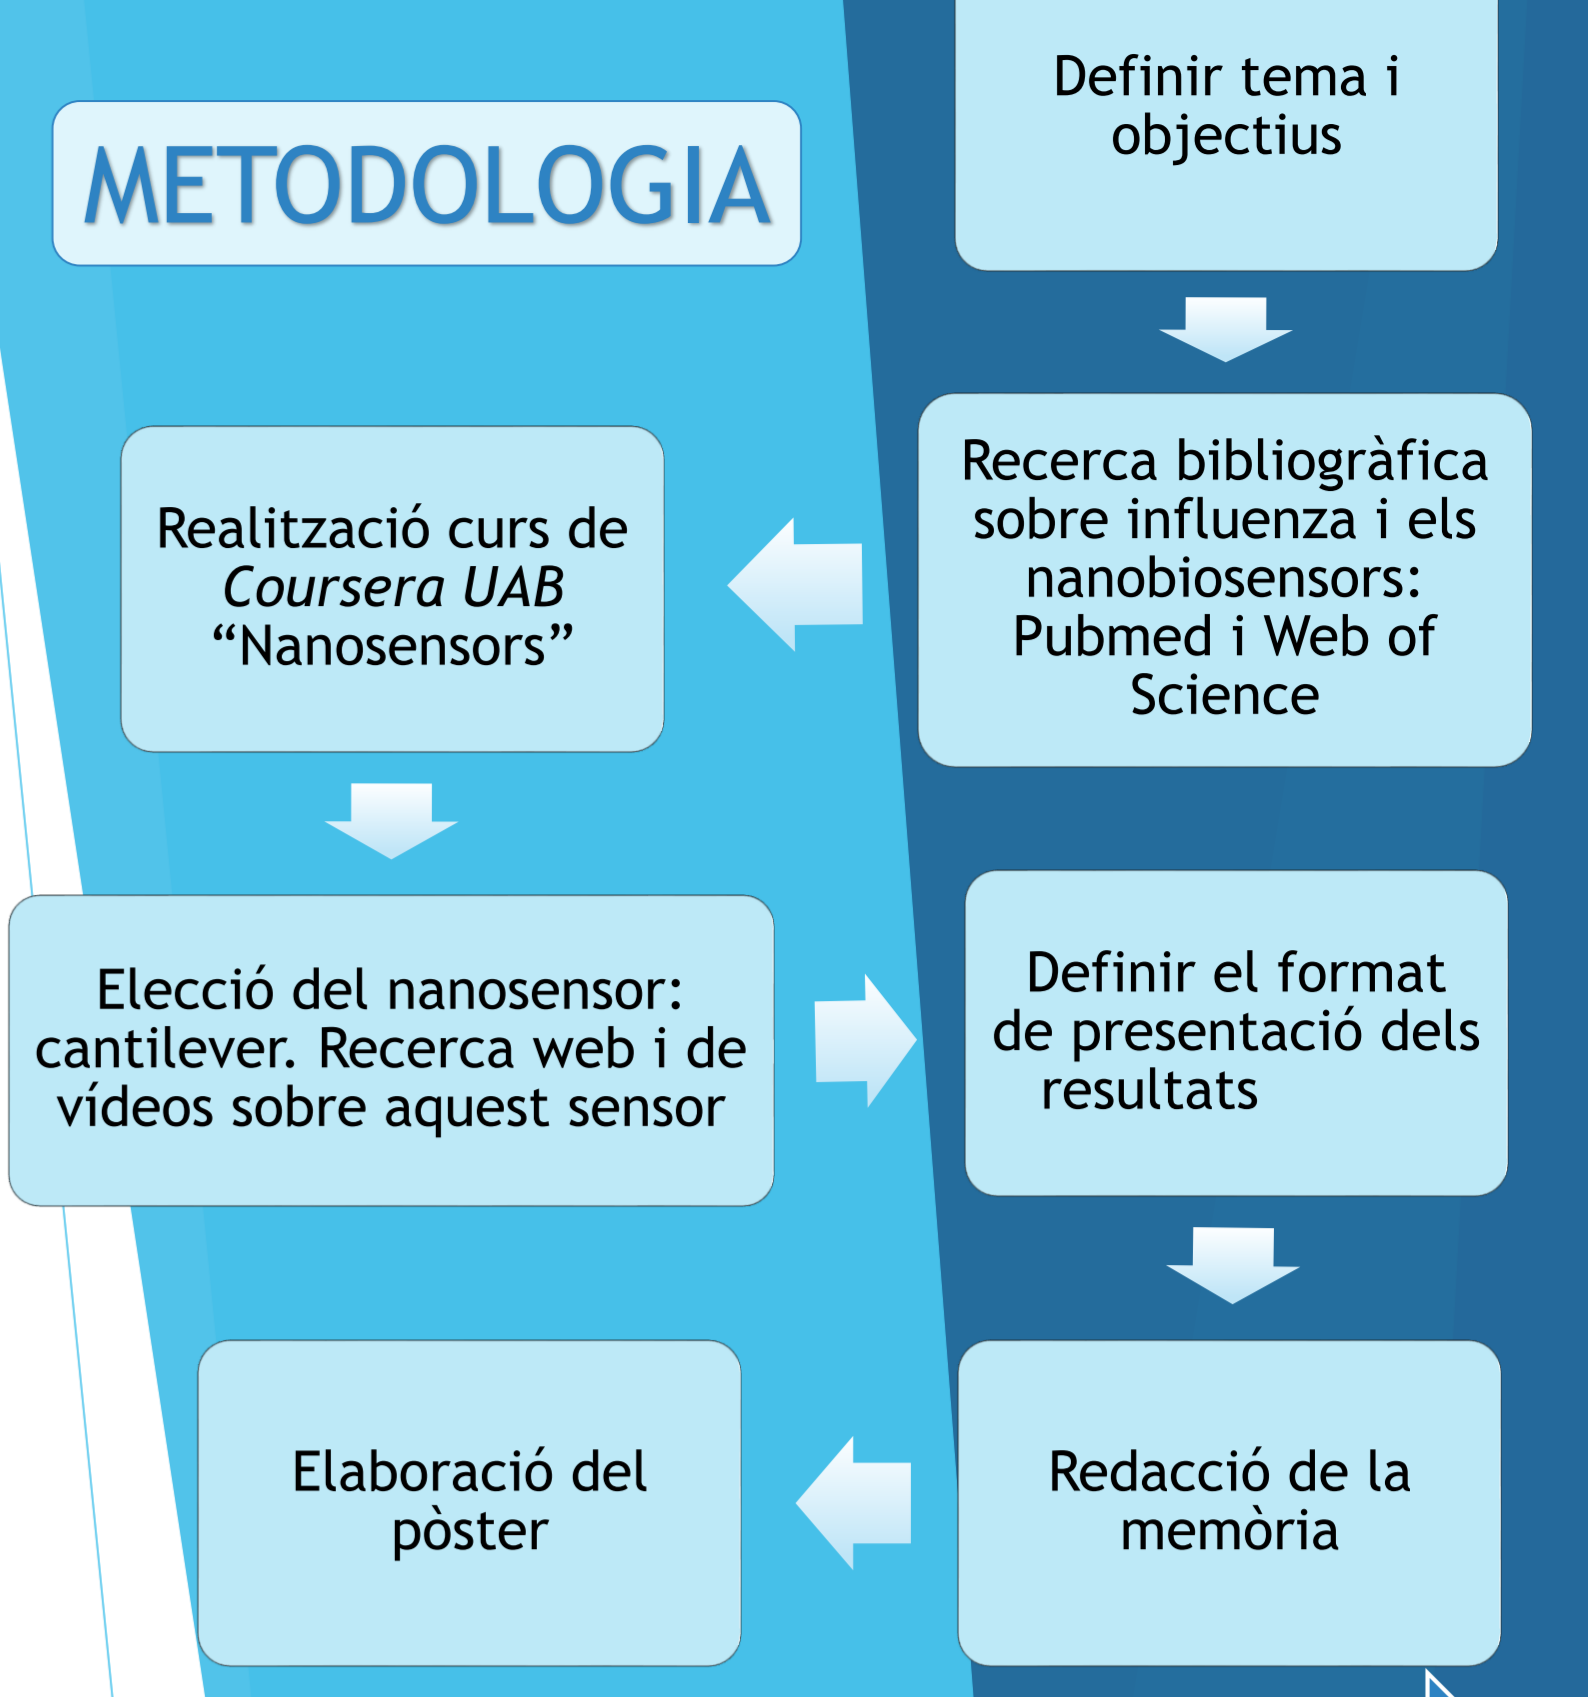 METODOLOGIA
Definir tema i
objectius
Recerca bibliogràfica
sobre influenza i els
nanobiosensors:
Pubmed i Web of
Science
Realització curs de
Coursera UAB
“Nanosensors”
Elecció del nanosensor:
cantilever. Recerca web i de
vídeos sobre aquest sensor
Definir el format
de presentació dels
resultats
Redacció de la
memòria
Elaboració del
pòster